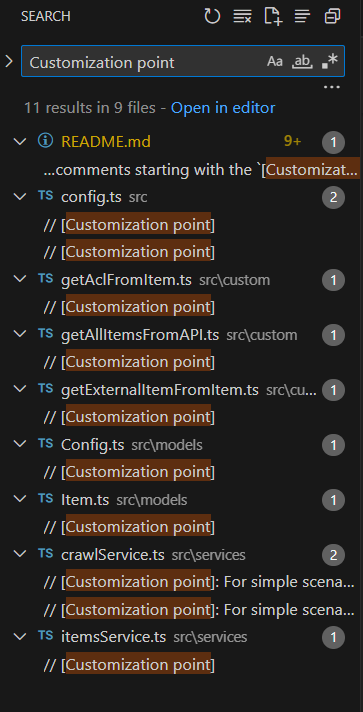 SEARCH
Customization point
Aa ab .*
...
11 results in 9 files - Open in editor
README.md 9+ 1
...comments starting with the `[Customizat...
TS config.ts src 2
// [Customization point]
// [Customization point]
TS getAclFromItem.ts src\custom 1
// [Customization point]
TS getAllItemsFromAPI.ts src\custom 1
// [Customization point]
TS getExternalItemFromItem.ts src\cu... 1
// [Customization point]
TS Config.ts src\models 1
// [Customization point]
TS Item.ts src\models 1
// [Customization point]
TS crawlService.ts src\services 2
// [Customization point]: For simple scena...
// [Customization point]: For simple scena...
TS itemsService.ts src\services 1
// [Customization point]